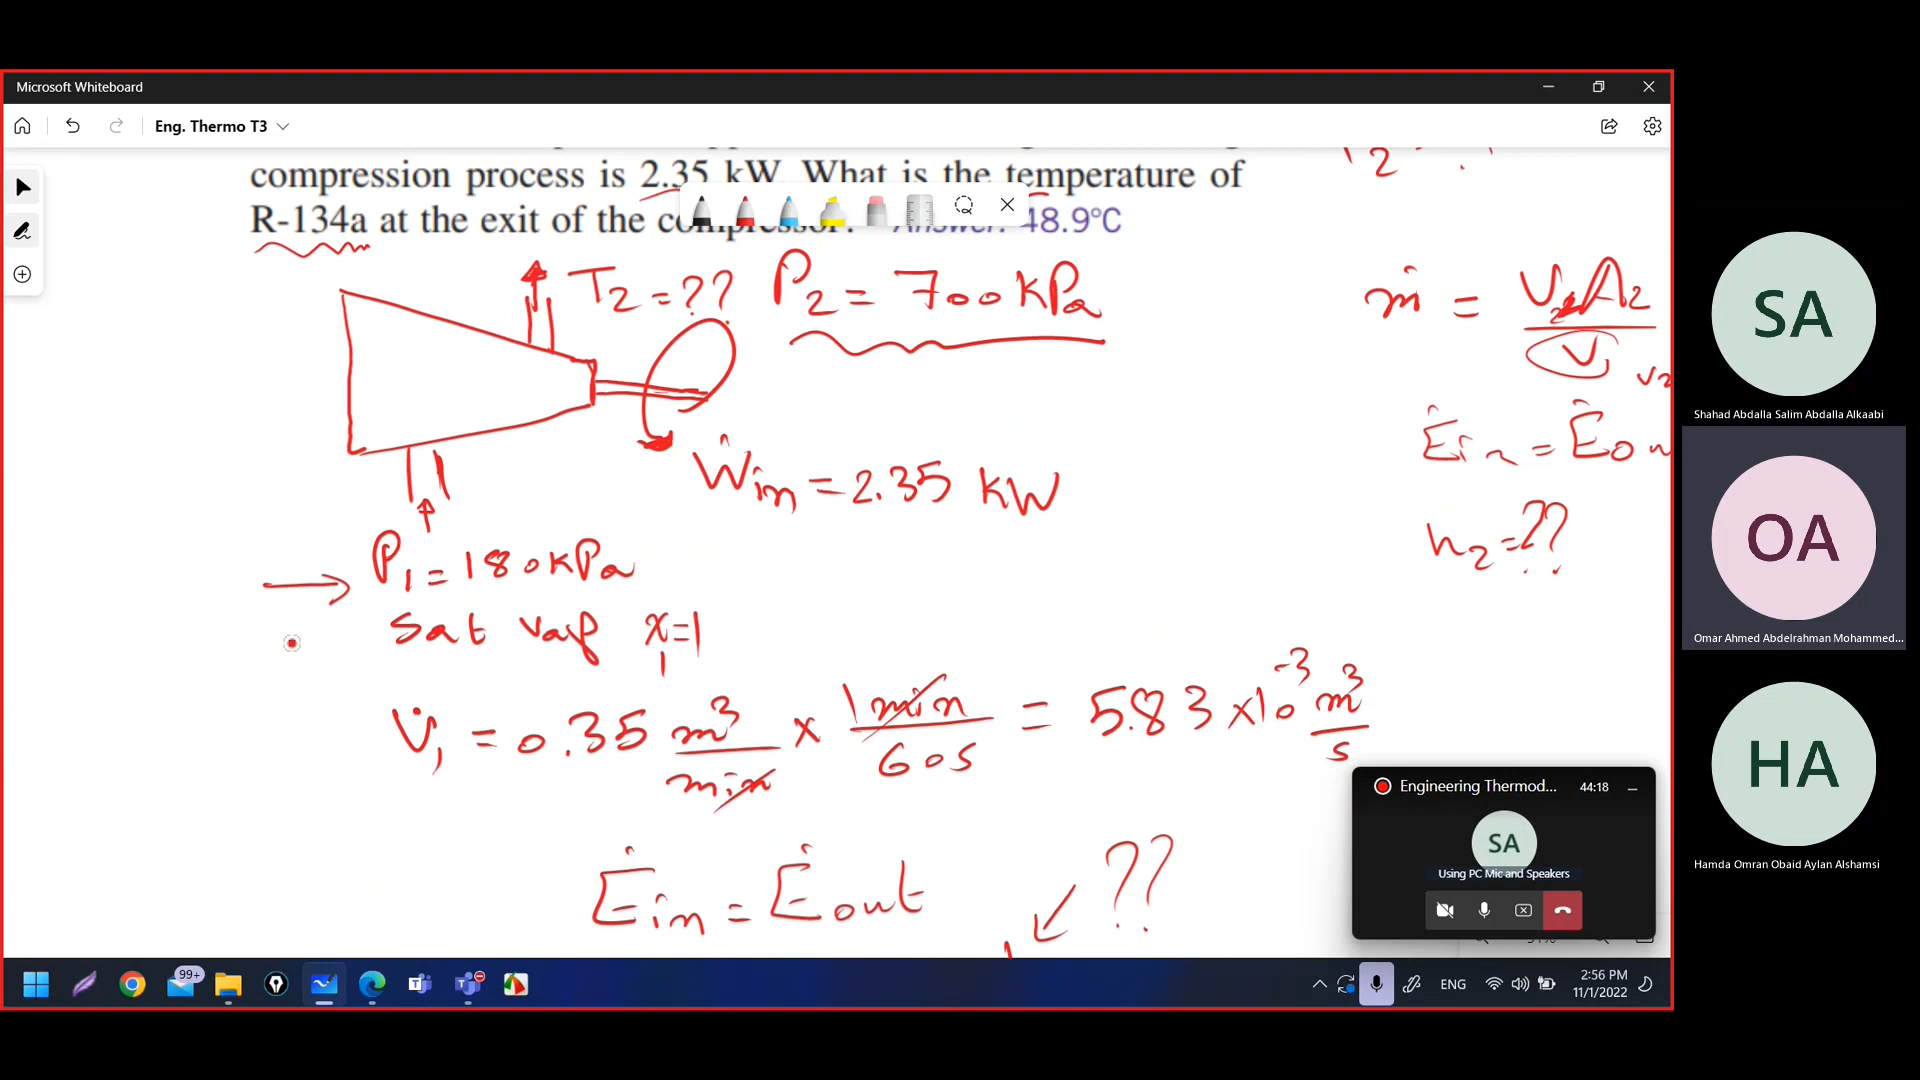 Microsoft Whiteboard
Eng. Thermo T3
compression process is 2.35 kW. What is the temperature of
R-134a at the exit of the compressor? Answer: 48.9°C
T2 = ?? P2 = 700 kPa
Ẇin = 2.35 kW
P1 = 180 kPa
Sat vap x1 = 1
V̇1 = 0.35 m³/min × 1 min/60 s = 5.83 × 10⁻³ m³/s
Ėin = Ėout
??
ṁ =
A2
Ėin = Ėou
h2 = ??
Engineering Thermod... 44:18
SA
Using PC Mic and Speakers
SA
Shahad Abdalla Salim Abdalla Alkaabi
OA
Omar Ahmed Abdelrahman Mohammed...
HA
Hamda Omran Obaid Aylan Alshamsi
99+
ENG
2:56 PM
11/1/2022